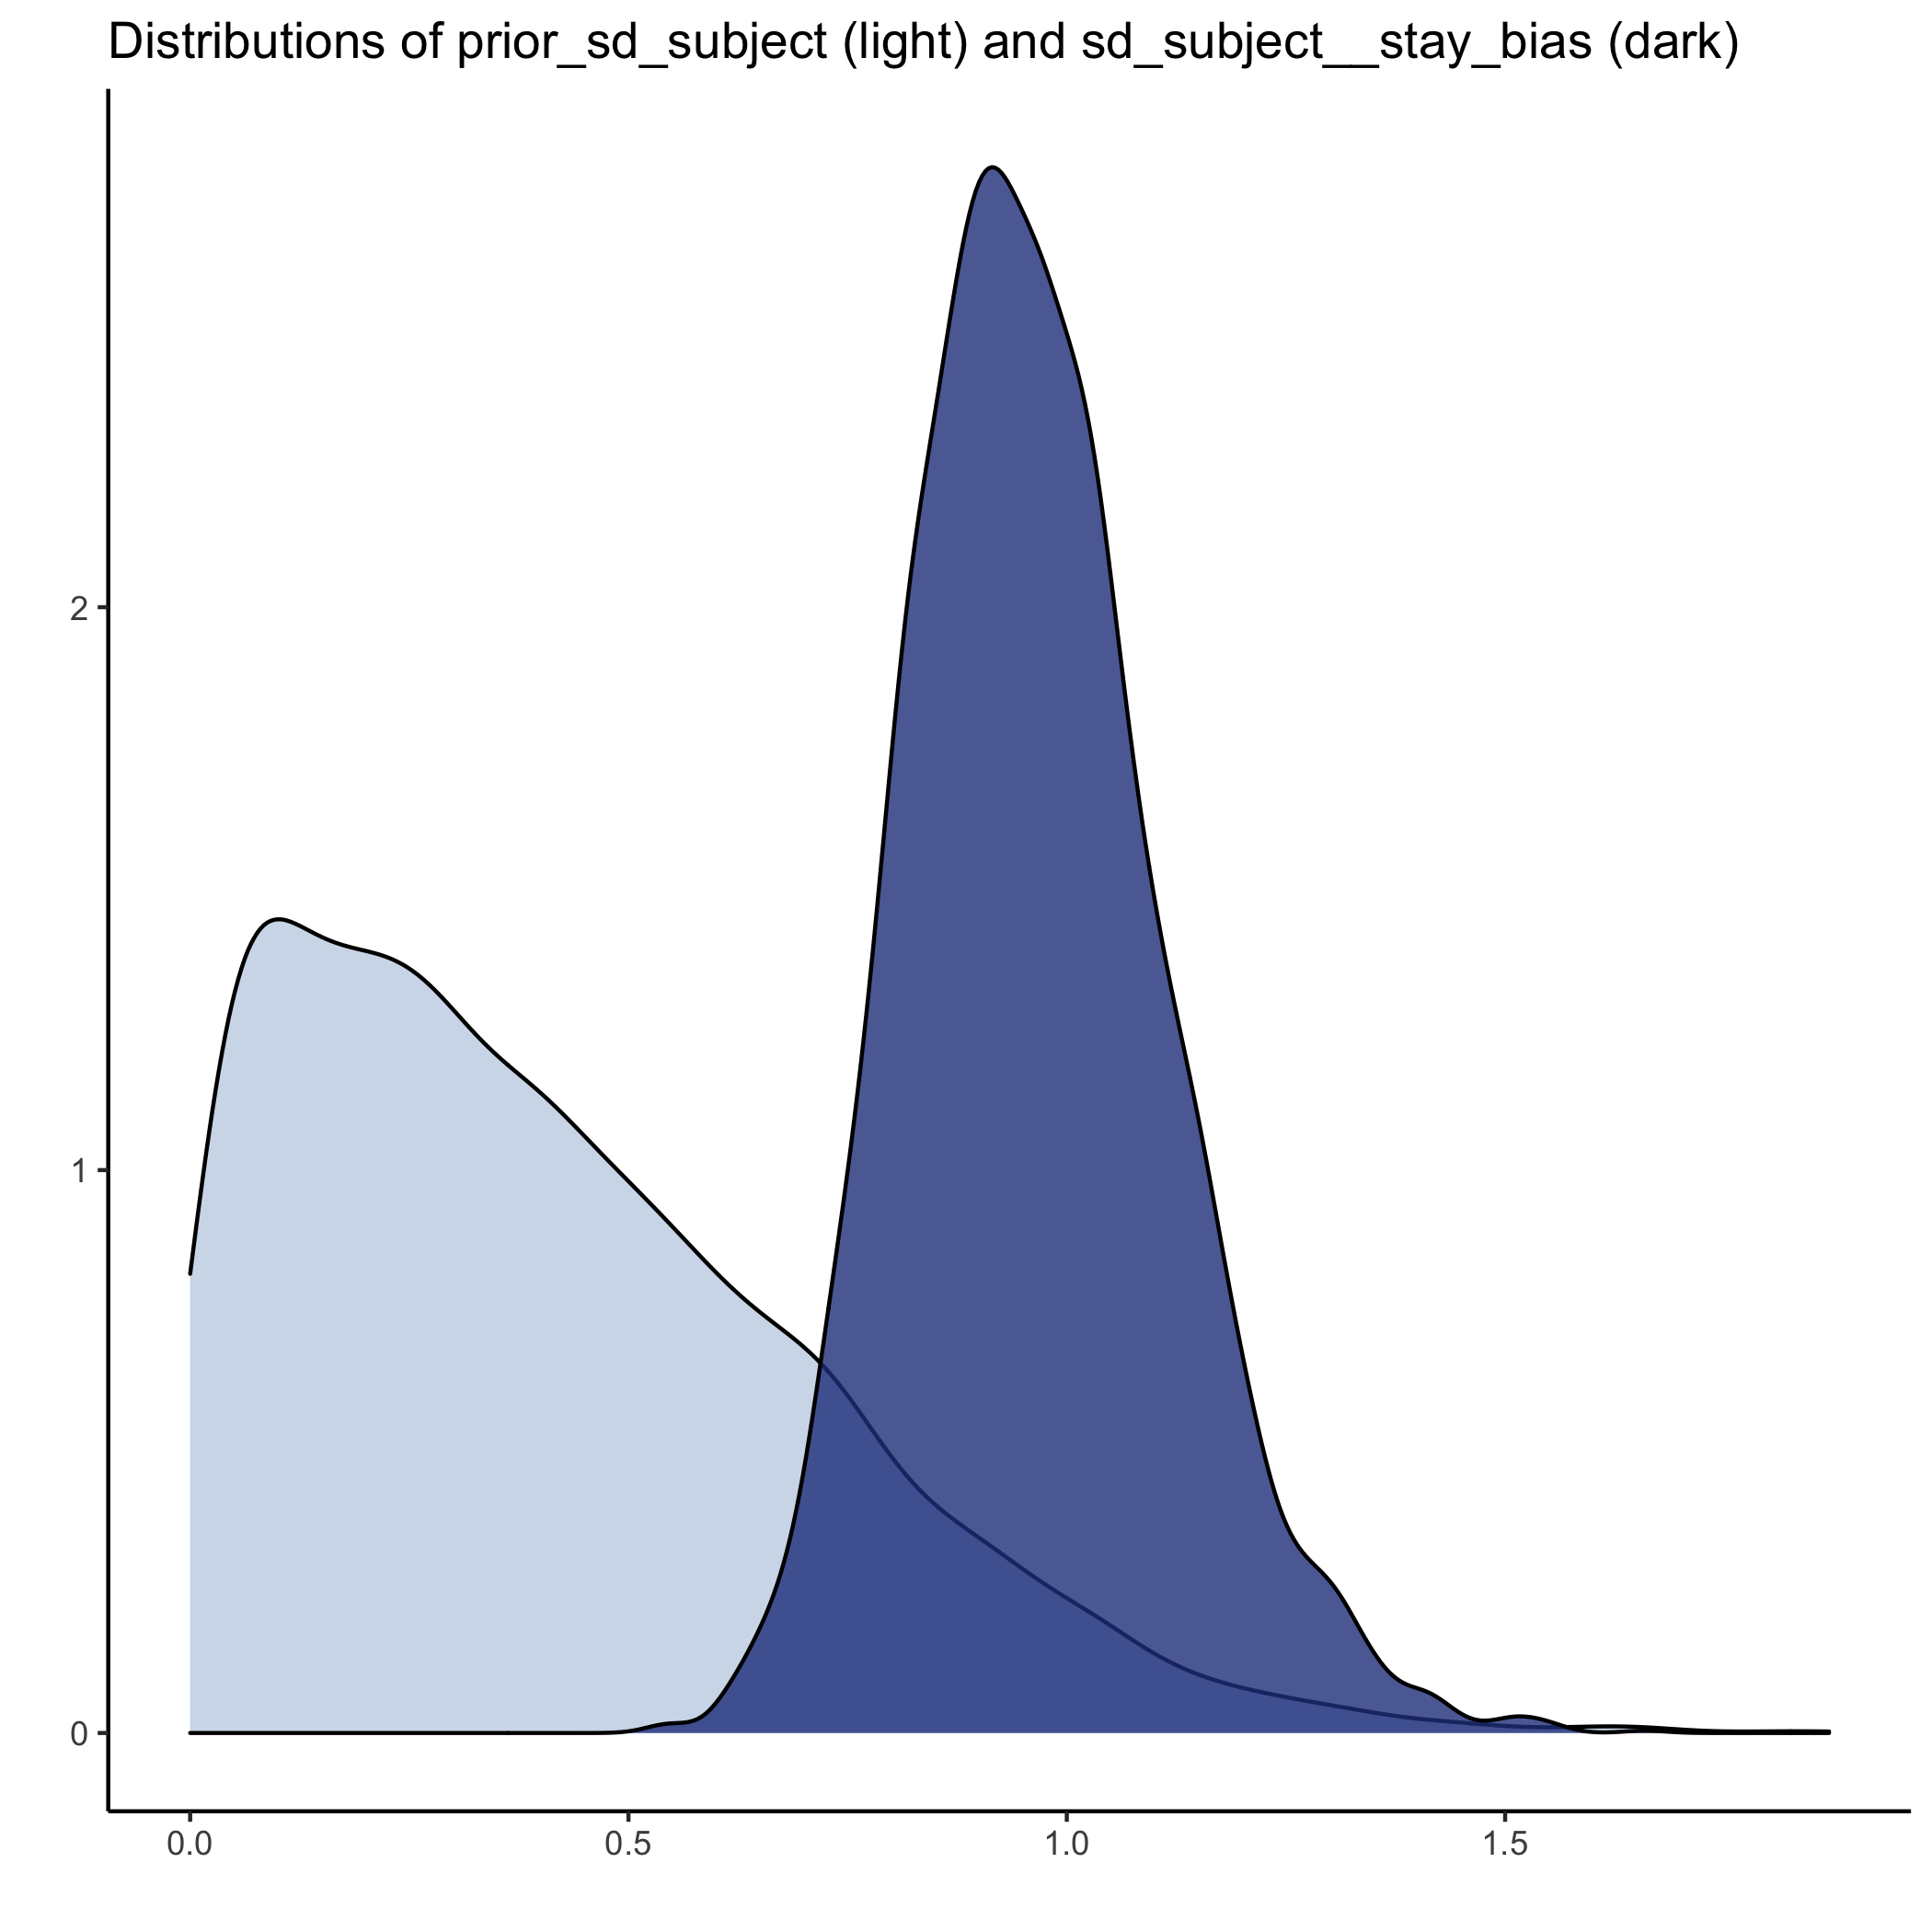 Distributions of prior_sd_subject (light) and sd_subject__stay_bias (dark)
2
1
0
0.0 0.5 1.0 1.5